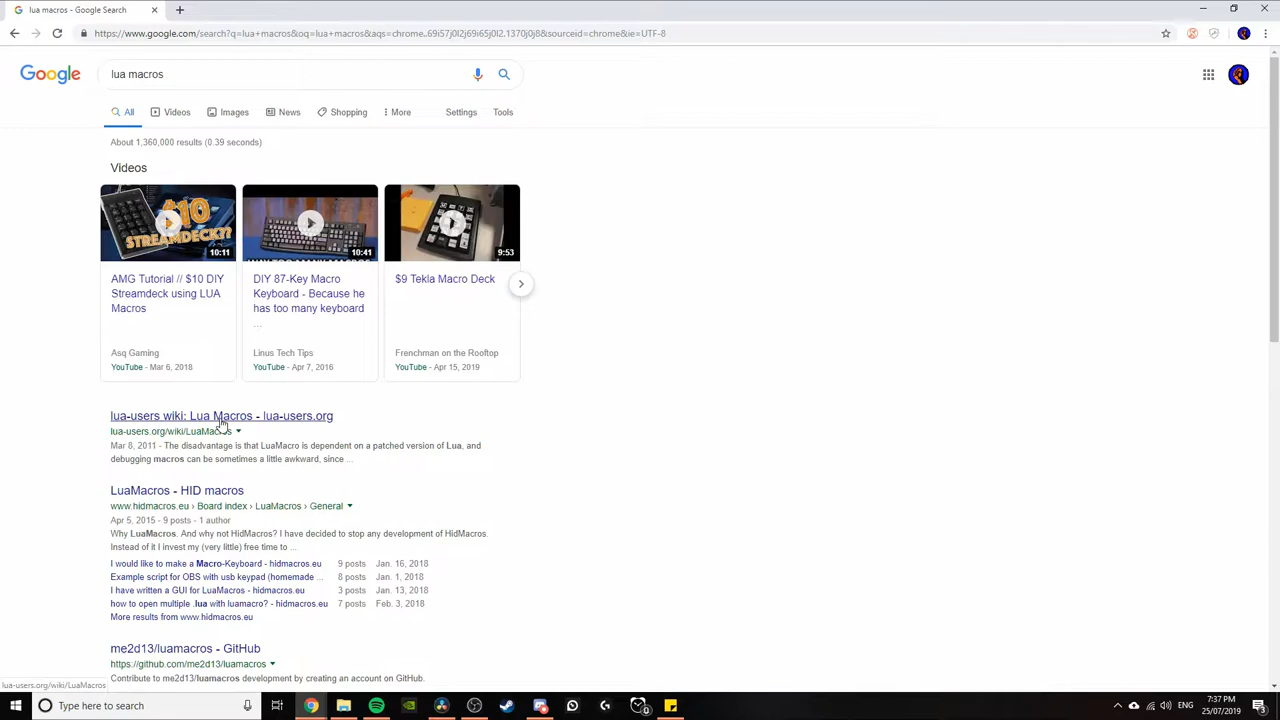 lua macros - Google Search
https://www.google.com/search?q=lua+macros&oq=lua+macros&aqs=chrome..69i57j0l2j69i65j0l2.1370j0j8&sourceid=chrome&ie=UTF-8
Google
lua macros
All
Videos
Images
News
Shopping
More
Settings
Tools
About 1,360,000 results (0.39 seconds)
Videos
$10
STREAMDECK??
10:11
10:41
9:53
AMG Tutorial // $10 DIY
Streamdeck using LUA
Macros
Asq Gaming
YouTube - Mar 6, 2018
DIY 87-Key Macro
Keyboard - Because he
has too many keyboard
...
Linus Tech Tips
YouTube - Apr 7, 2016
$9 Tekla Macro Deck
Frenchman on the Rooftop
YouTube - Apr 15, 2019
lua-users wiki: Lua Macros - lua-users.org
lua-users.org/wiki/LuaMacros
Mar 8, 2011 - The disadvantage is that LuaMacro is dependent on a patched version of Lua, and
debugging macros can be sometimes a little awkward, since ...
LuaMacros - HID macros
www.hidmacros.eu › Board index › LuaMacros › General
Apr 5, 2015 - 9 posts - 1 author
Why LuaMacros. And why not HidMacros? I have decided to stop any development of HidMacros.
Instead of it I invest my (very little) free time to ...
I would like to make a Macro-Keyboard - hidmacros.eu 9 posts Jan. 16, 2018
Example script for OBS with usb keypad (homemade ... 8 posts Jan. 1, 2018
I have written a GUI for LuaMacros - hidmacros.eu 3 posts Jan. 13, 2018
how to open multiple .lua with luamacro? - hidmacros.eu 7 posts Feb. 3, 2018
More results from www.hidmacros.eu
me2d13/luamacros - GitHub
https://github.com/me2d13/luamacros
Contribute to me2d13/luamacros development by creating an account on GitHub.
lua-users.org/wiki/LuaMacros
Type here to search
7:37 PM
25/07/2019